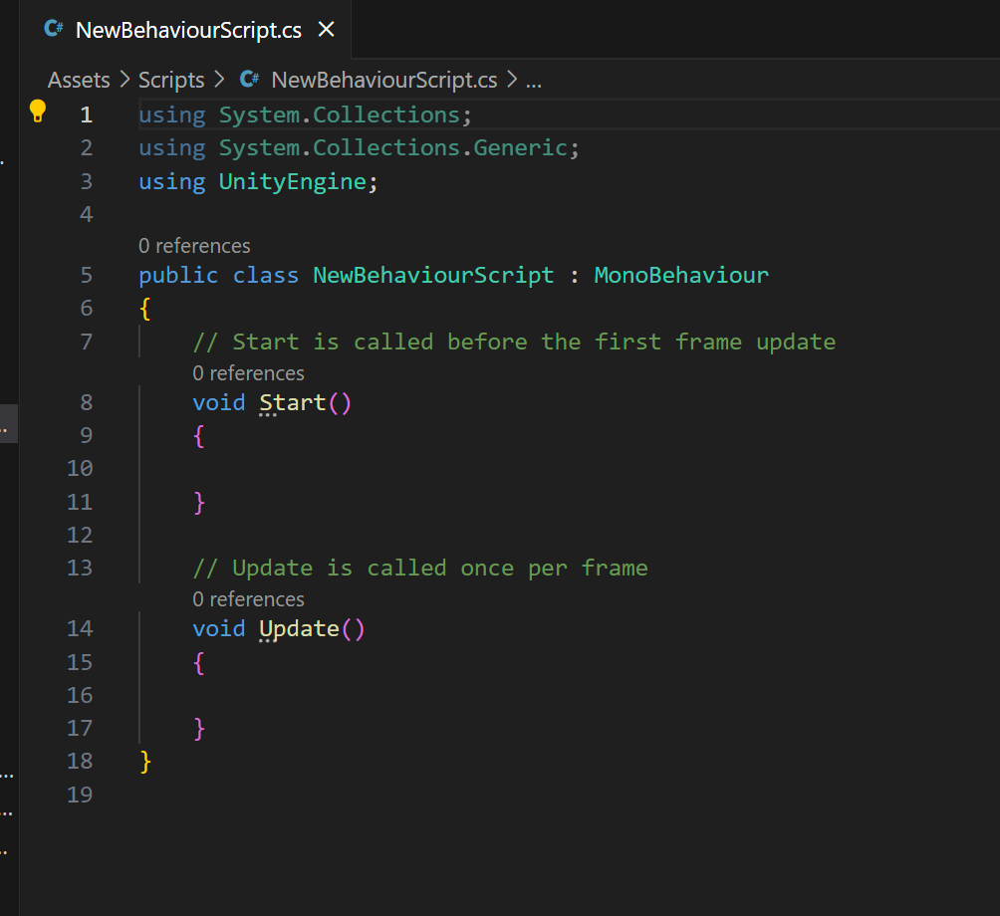 NewBehaviourScript.cs
Assets > Scripts > NewBehaviourScript.cs > ...
1 using System.Collections;
2 using System.Collections.Generic;
3 using UnityEngine;
4
0 references
5 public class NewBehaviourScript : MonoBehaviour
6 {
7 // Start is called before the first frame update
0 references
8 void Start()
9 {
10
11 }
12
13 // Update is called once per frame
0 references
14 void Update()
15 {
16
17 }
18 }
19